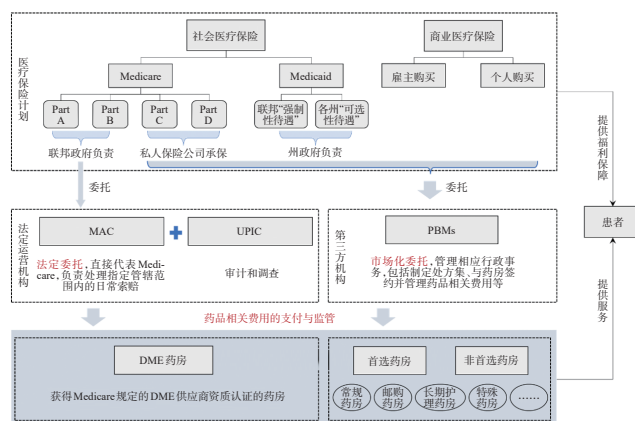 社会医疗保险
商业医疗保险
医疗保险计划
Medicare
Medicaid
雇主购买
个人购买
Part A
Part B
Part C
Part D
联邦“强制
性待遇”
各州“可选
性待遇”
联邦政府负责
私人保险公司承保
州政府负责
提供福利保障
委托
委托
法定运营机构
MAC
UPIC
法定委托，直接代表Medi-
care，负责处理指定管辖范
围内的日常索赔
审计和调查
第三方机构
PBMs
市场化委托，管理相应行政事
务，包括制定处方集、与药房签
约并管理药品相关费用等
患者
药品相关费用的支付与监管
提供服务
DME药房
获得Medicare规定的DME供应商资质认证的药房
首选药房
非首选药房
常规
药房
邮购
药房
长期护
理药房
特殊
药房
……